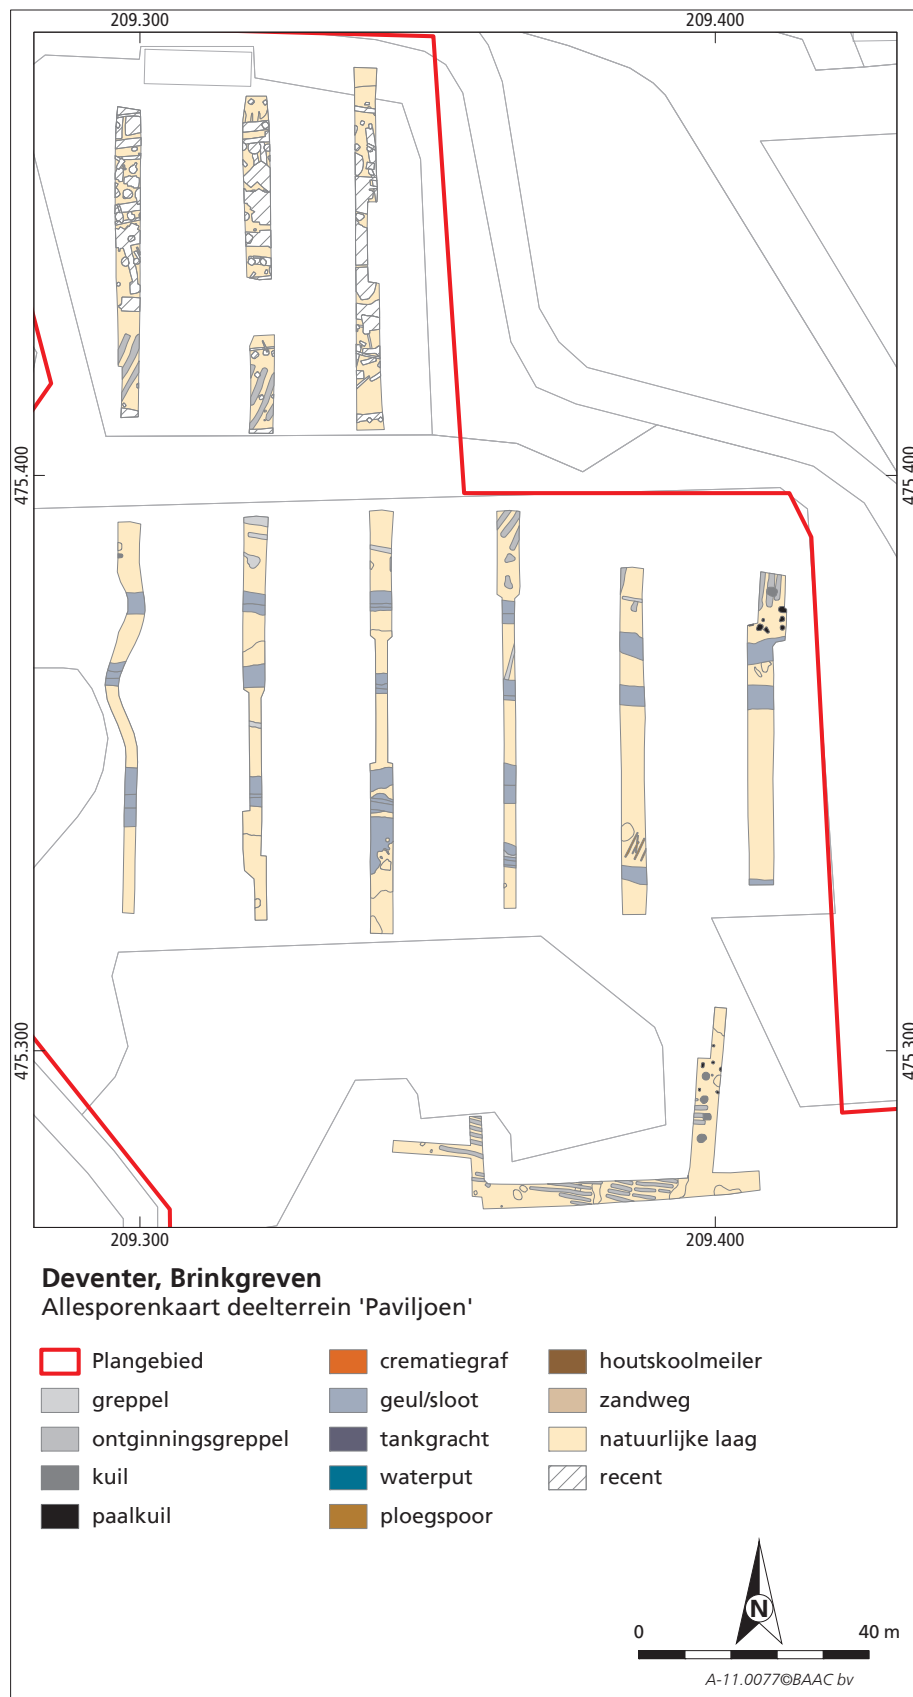 209.300 209.400
475.400 475.400
475.300 475.300
209.300 209.400
Deventer, Brinkgreven
Allesporenkaart deelterrein 'Paviljoen'
Plangebied crematiegraf houtskoolmeiler
greppel geul/sloot zandweg
ontginningsgreppel tankgracht natuurlijke laag
kuil waterput recent
paalkuil ploegspoor
N
0 40 m
A-11.0077©BAAC bv